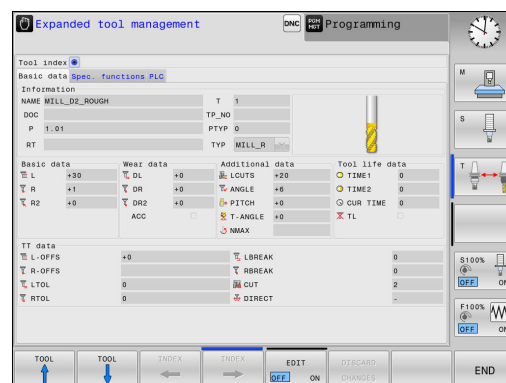 Expanded tool management
DNC
PGM MGT
Programming
Tool index
Basic data Spec. functions PLC
Information
NAME MILL_D2_ROUGH T 1
DOC TP_NO
P 1.01 PTYP 0
RT TYP MILL_R
Basic data Wear data Additional data Tool life data
L +30 DL +0 LCUTS +20 TIME1 0
R +1 DR +0 ANGLE +6 TIME2 0
R2 +0 DR2 +0 PITCH +0 CUR TIME 0
ACC T-ANGLE +0 TL
NMAX
TT data
L-OFFS +0 LBREAK 0
R-OFFS RBREAK 0
LTOL 0 CUT 2
RTOL 0 DIRECT -
M
S
T
S100%
OFF ON
F100%
OFF ON
TOOL TOOL INDEX INDEX EDIT DISCARD END
OFF ON CHANGES